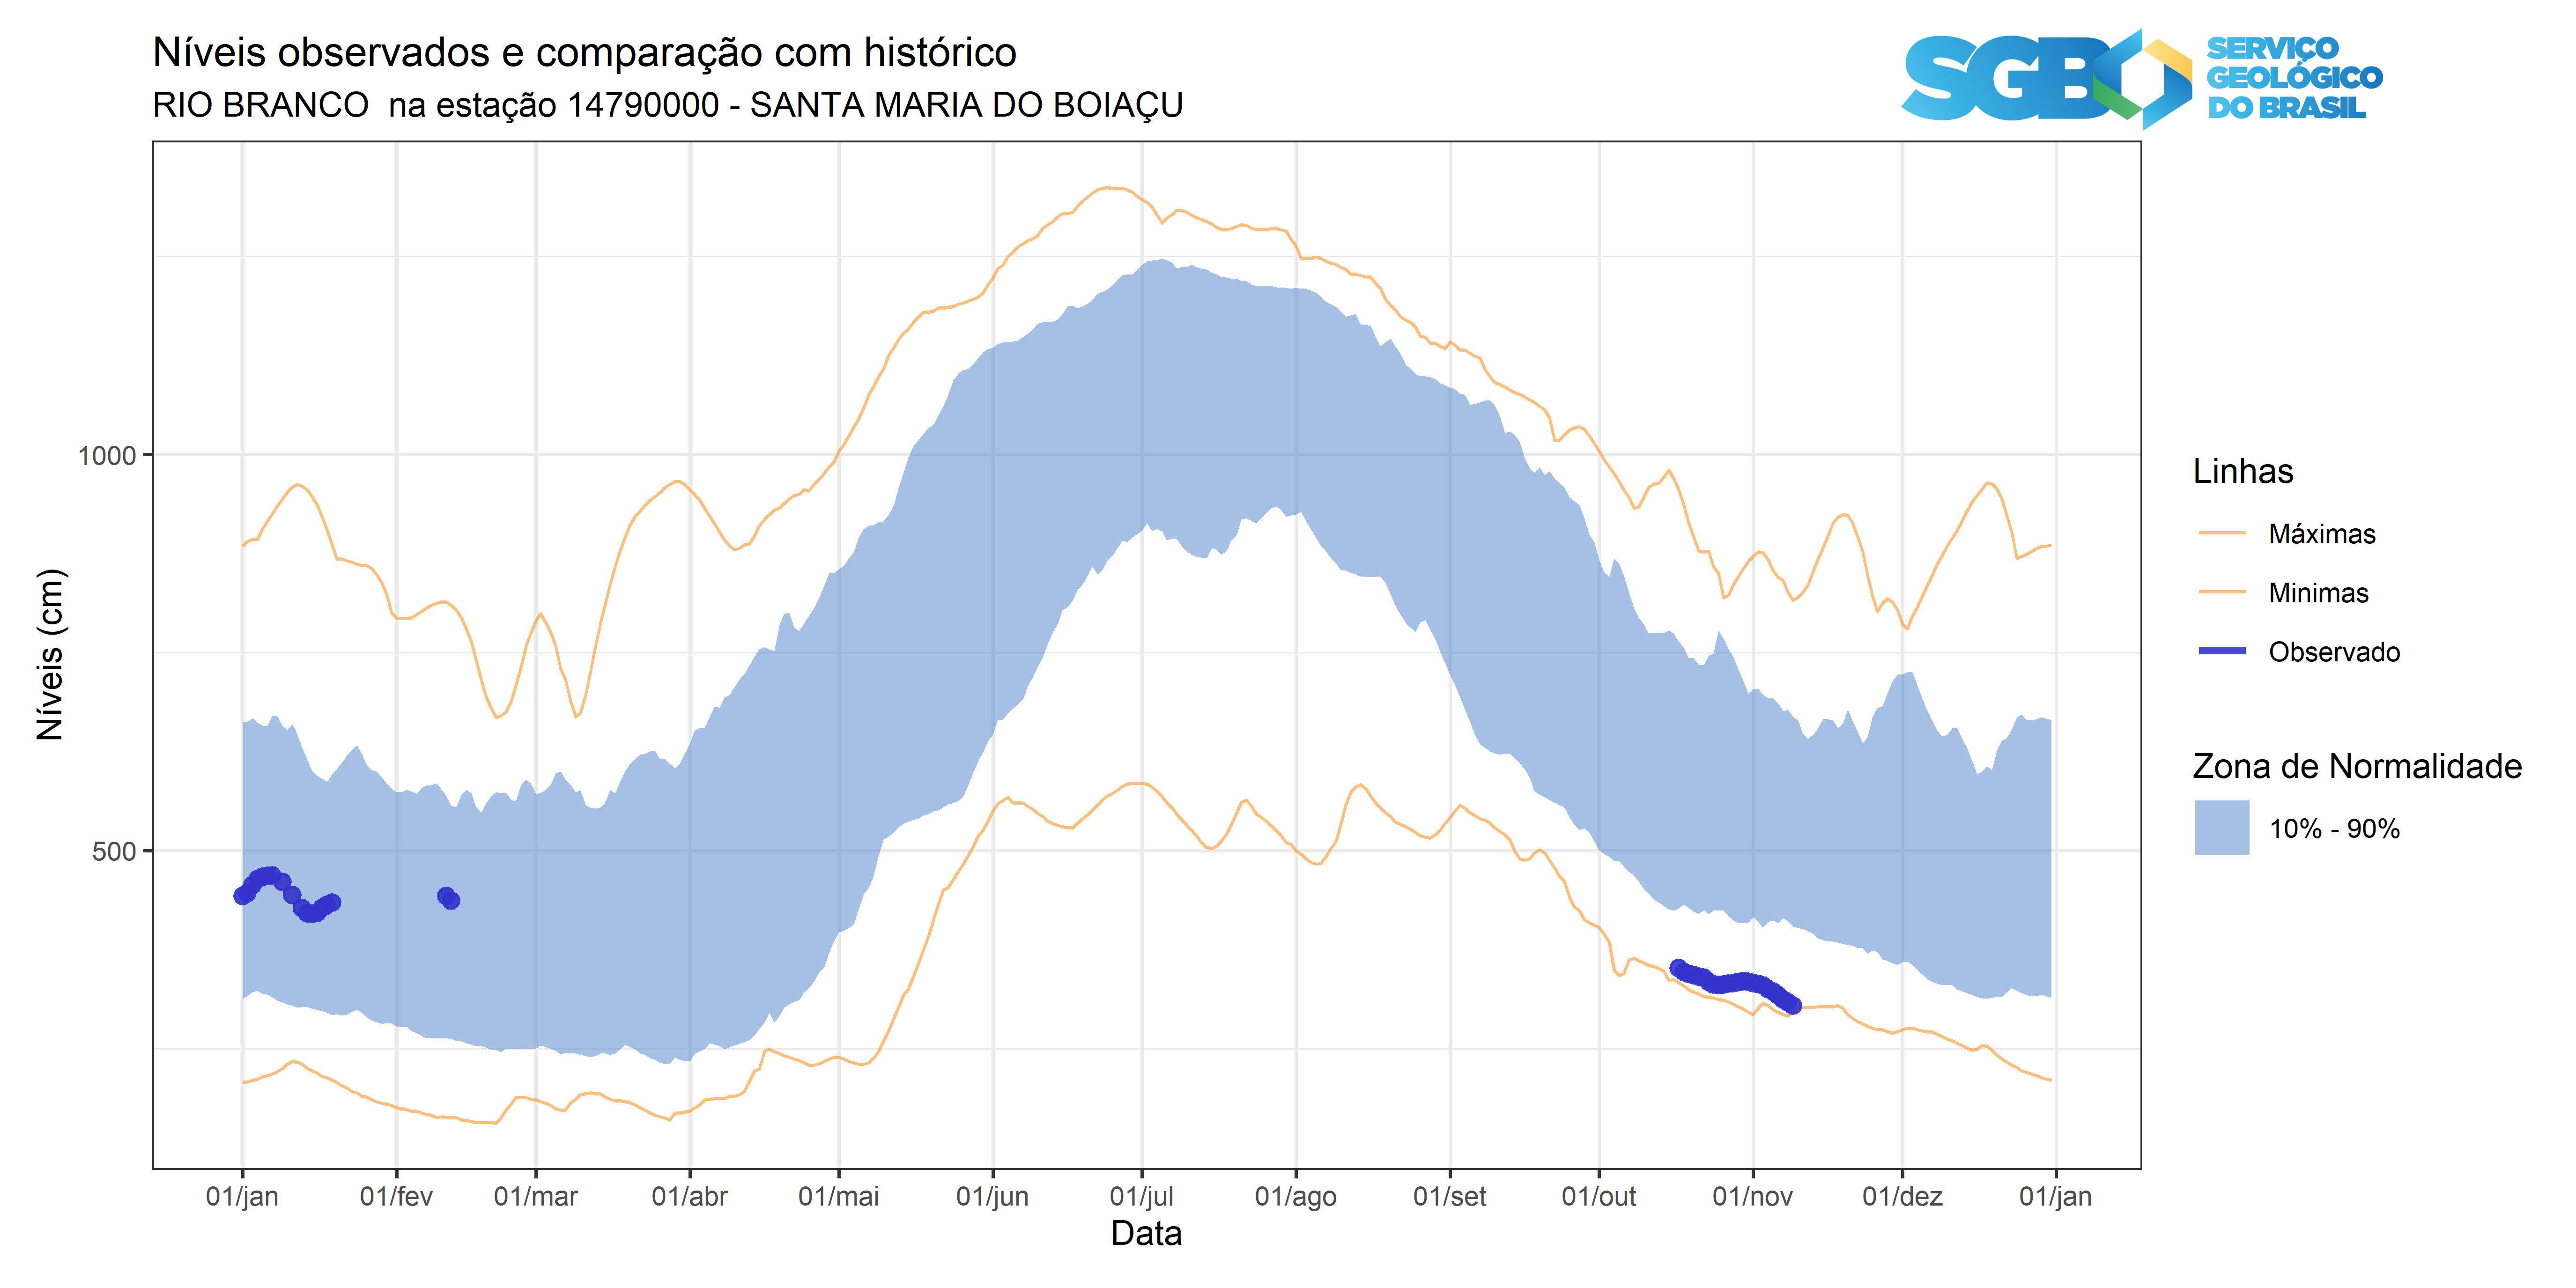 Níveis observados e comparação com histórico
RIO BRANCO  na estação 14790000 - SANTA MARIA DO BOIAÇU
SGB
SERVIÇO
GEOLÓGICO
DO BRASIL
Níveis (cm)
1000
500
01/jan 01/fev 01/mar 01/abr 01/mai 01/jun 01/jul 01/ago 01/set 01/out 01/nov 01/dez 01/jan
Data
Linhas
Máximas
Minimas
Observado
Zona de Normalidade
10% - 90%